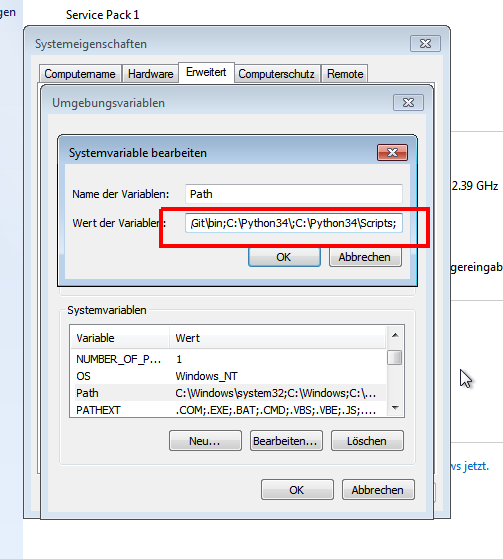 gen
Service Pack 1
Systemeigenschaften
Computername Hardware Erweitert Computerschutz Remote
Umgebungsvariablen
Systemvariable bearbeiten
2.39 GHz
Name der Variablen: Path
Wert der Variablen: Git\bin;C:\Python34\;C:\Python34\Scripts;
OK Abbrechen
gereingab
Systemvariablen
Variable Wert
NUMBER_OF_P... 1
OS Windows_NT
Path C:\Windows\system32;C:\Windows;C:\...
PATHEXT .COM;.EXE;.BAT;.CMD;.VBS;.VBE;.JS;....
Neu... Bearbeiten... Löschen
ws jetzt.
OK Abbrechen